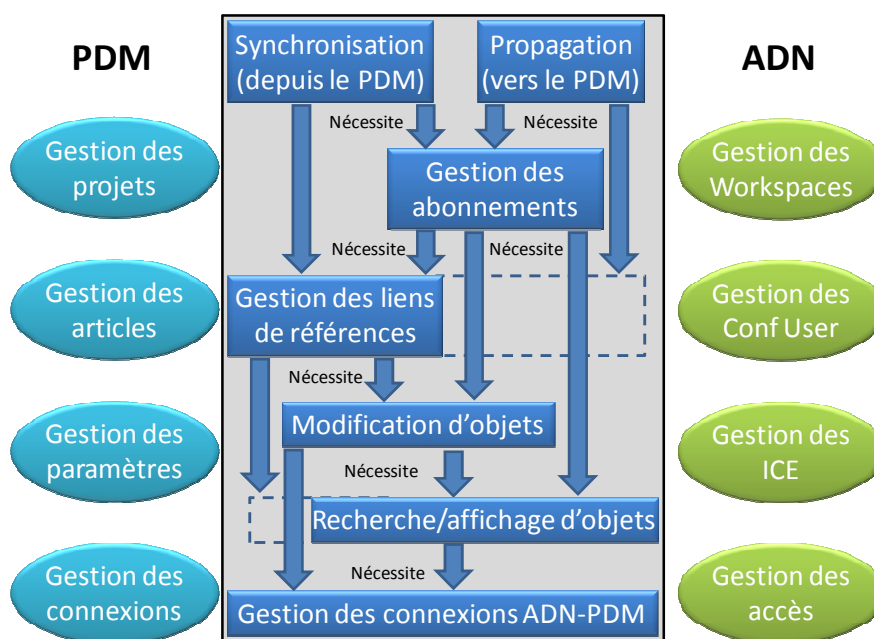 PDM
Synchronisation
(depuis le PDM)
Propagation
(vers le PDM)
ADN
Nécessite
Nécessite
Gestion des
projets
Gestion des
abonnements
Gestion des
Workspaces
Nécessite
Nécessite
Gestion des
articles
Gestion des liens
de références
Gestion des
Conf User
Nécessite
Gestion des
paramètres
Modification d'objets
Gestion des
ICE
Nécessite
Recherche/affichage d'objets
Nécessite
Gestion des
connexions
Gestion des connexions ADN-PDM
Gestion des
accès